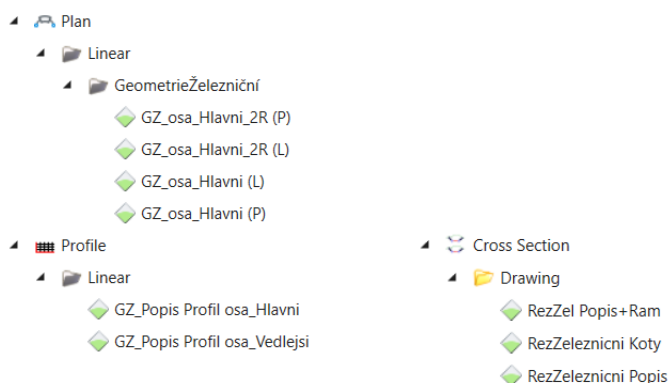 Plan
Linear
GeometrieŽelezniční
GZ_osa_Hlavni_2R (P)
GZ_osa_Hlavni_2R (L)
GZ_osa_Hlavni (L)
GZ_osa_Hlavni (P)
Profile
Linear
GZ_Popis Profil osa_Hlavni
GZ_Popis Profil osa_Vedlejsi
Cross Section
Drawing
RezZel Popis+Ram
RezZeleznicni Koty
RezZeleznicni Popis